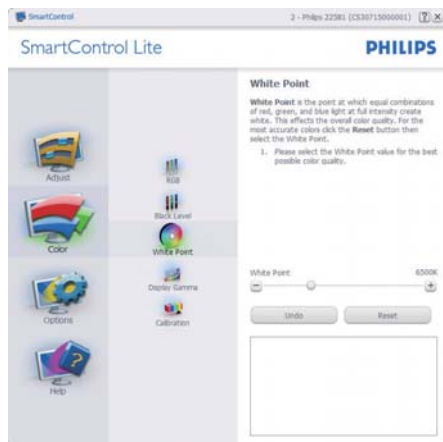 SmartControl
2 - Philips 225B1 (CS30715000001)
SmartControl Lite
PHILIPS
Adjust
Color
Options
Help
RGB
Black Level
White Point
Display Gamma
Calibration
White Point
White Point is the point at which equal combinations
of red, green, and blue light at full intensity create
white. This effects the overall color quality. For the
most accurate colors click the Reset button then
select the White Point.
1. Please select the White Point value for the best
possible color quality.
White Point 6500K
Undo Reset